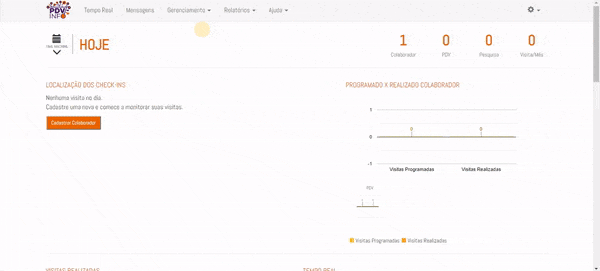 PDV
INFO
Tempo Real
Mensagens
Gerenciamento
Relatórios
Ajuda
HOJE
1
0
0
0
Colaborador
PDV
Pesquisa
Visita/Mês
LOCALIZAÇÃO DOS CHECK-INS
Nenhuma visita no dia.
Cadastre uma nova e comece a monitorar suas visitas.
Cadastrar Colaborador
PROGRAMADO X REALIZADO COLABORADOR
1
0
-1
0
0
Visitas Programadas
Visitas Realizadas
PDV
Visitas Programadas
Visitas Realizadas
VISITAS REALIZADAS
TEMPO REAL